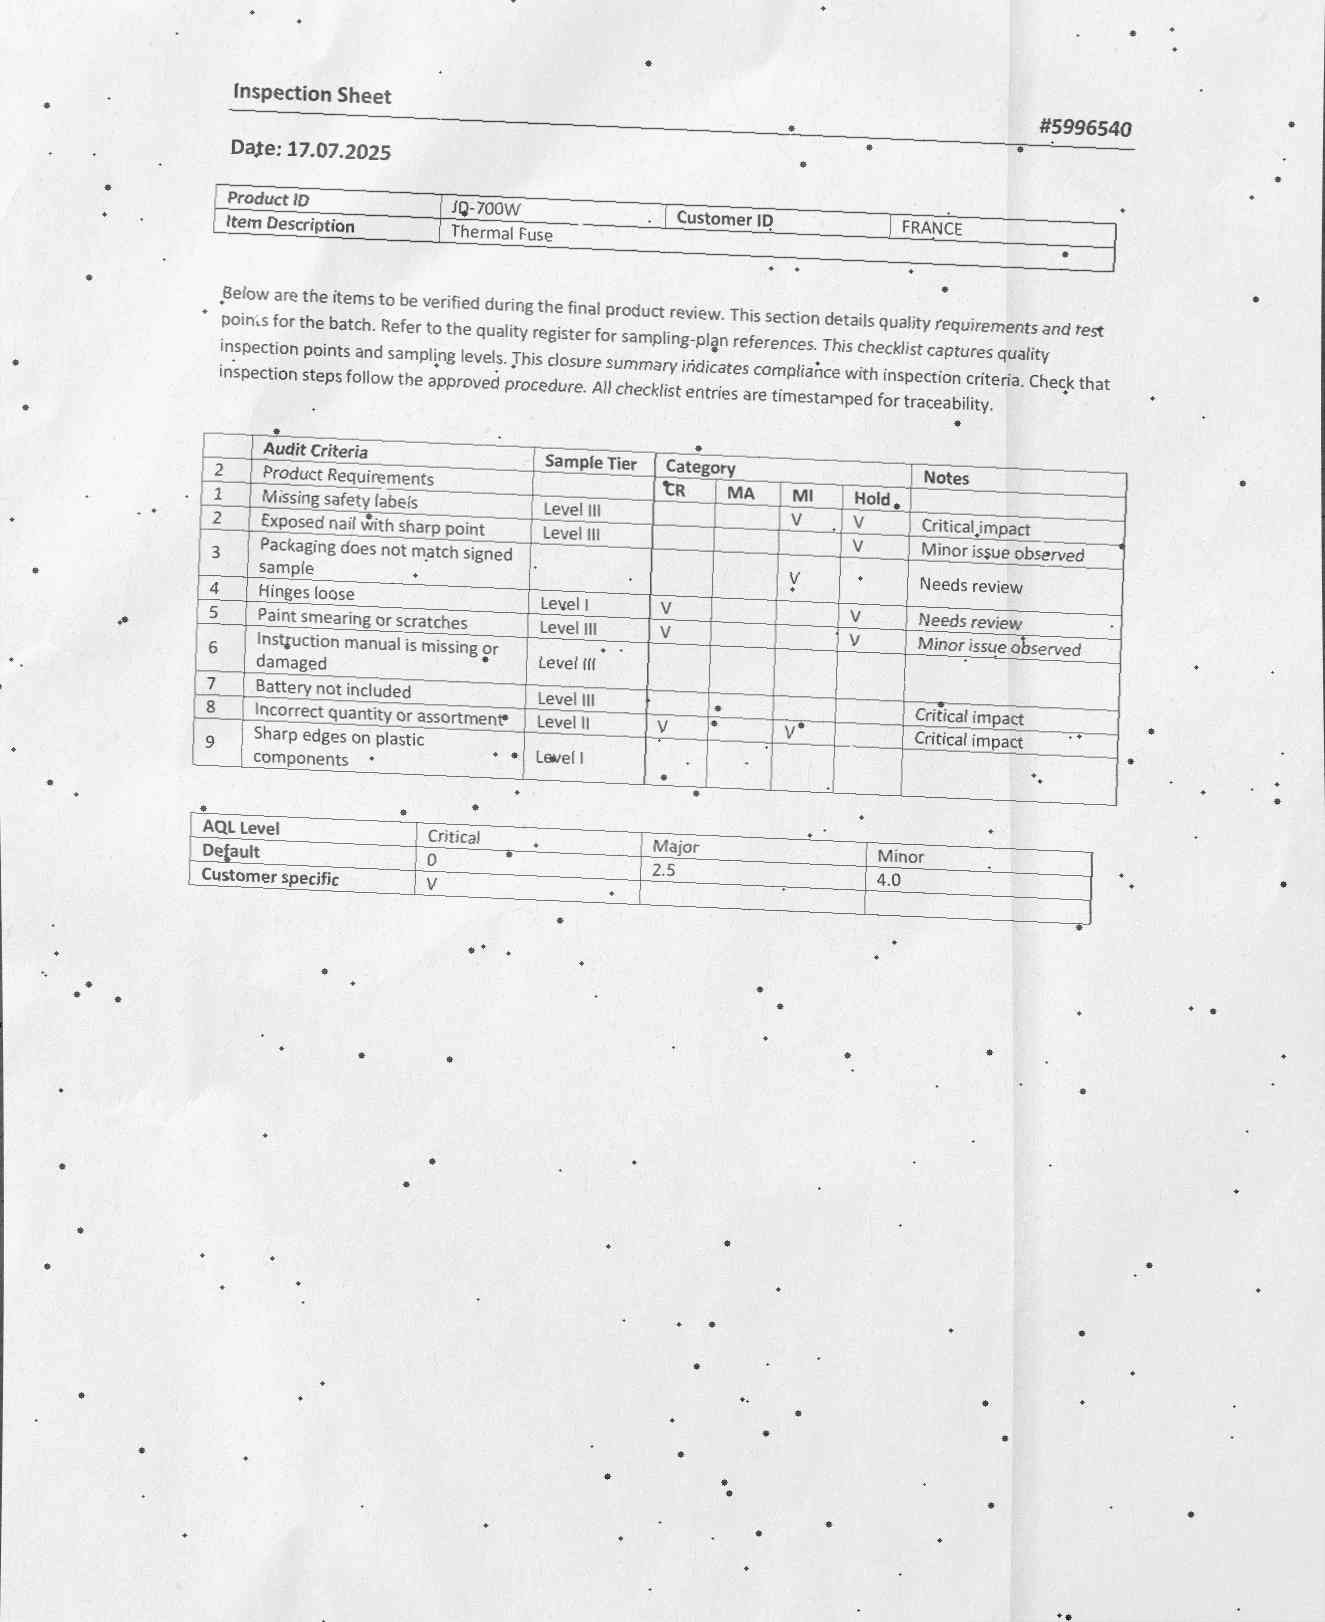 Inspection Sheet
#5996540
Date: 17.07.2025
Product ID JQ-700W Customer ID FRANCE
Item Description Thermal Fuse
Below are the items to be verified during the final product review. This section details quality requirements and test
points for the batch. Refer to the quality register for sampling-plan references. This checklist captures quality
inspection points and sampling levels. This closure summary indicates compliance with inspection criteria. Check that
inspection steps follow the approved procedure. All checklist entries are timestamped for traceability.
Audit Criteria Sample Tier Category Notes
2 Product Requirements CR MA MI Hold
1 Missing safety labels Level III V V Critical impact
2 Exposed nail with sharp point Level III V Minor issue observed
3 Packaging does not match signed
sample V Needs review
4 Hinges loose Level I V V Needs review
5 Paint smearing or scratches Level III V V Minor issue observed
6 Instruction manual is missing or
damaged Level III
7 Battery not included Level III Critical impact
8 Incorrect quantity or assortment Level II V V Critical impact
9 Sharp edges on plastic
components Level I
AQL Level Critical Major Minor
Default 0 2.5 4.0
Customer specific V